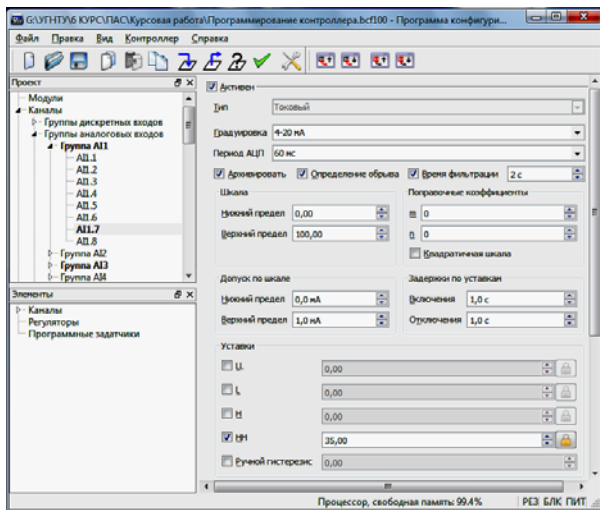 G:\УГНТУ\6 КУРС\ПАС\Курсовая работа\Программирование контроллера.bcf100 - Программа конфигури...
Файл Правка Вид Контроллер Справка
Проект
Модули
Каналы
Группы дискретных входов
Группы аналоговых входов
Группа AI1
AI1.1
AI1.2
AI1.3
AI1.4
AI1.5
AI1.6
AI1.7
AI1.8
Группа AI2
Группа AI3
Группа AI4
Элементы
Каналы
Регуляторы
Программные задатчики
Активен
Тип Токовый
Градуировка 4-20 мА
Период АЦП 60 мс
Архивировать Определение обрыва Время фильтрации 2 с
Шкала Поправочные коэффициенты
Нижний предел 0,00 m 0
Верхний предел 100,00 n 0
Квадратичная шкала
Допуск по шкале Задержки по уставкам
Нижний предел 0,0 мА Включения 1,0 с
Верхний предел 1,0 мА Отключения 1,0 с
Уставки
LL 0,00
L 0,00
H 0,00
HH 35,00
Ручной гистерезис 0,00
Процессор, свободная память: 99.4% РЕЗ БЛК ПИТ